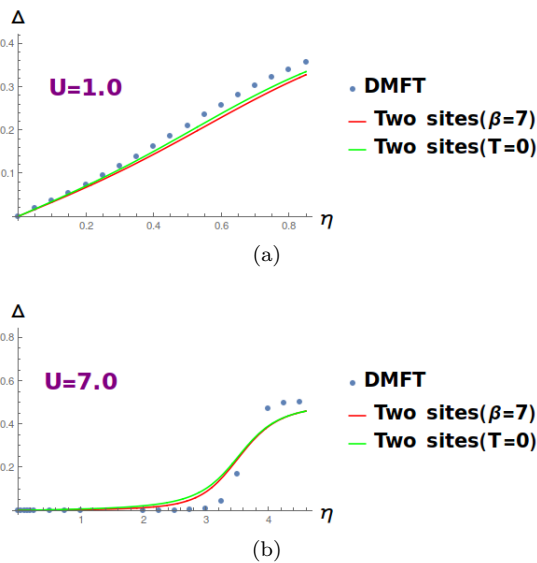 Δ
0.4
0.3
0.2
0.1
U=1.0
DMFT
Two sites(β=7)
Two sites(T=0)
0.2 0.4 0.6 0.8 η
(a)
Δ
0.8
0.6
0.4
0.2
U=7.0
DMFT
Two sites(β=7)
Two sites(T=0)
1 2 3 4 η
(b)